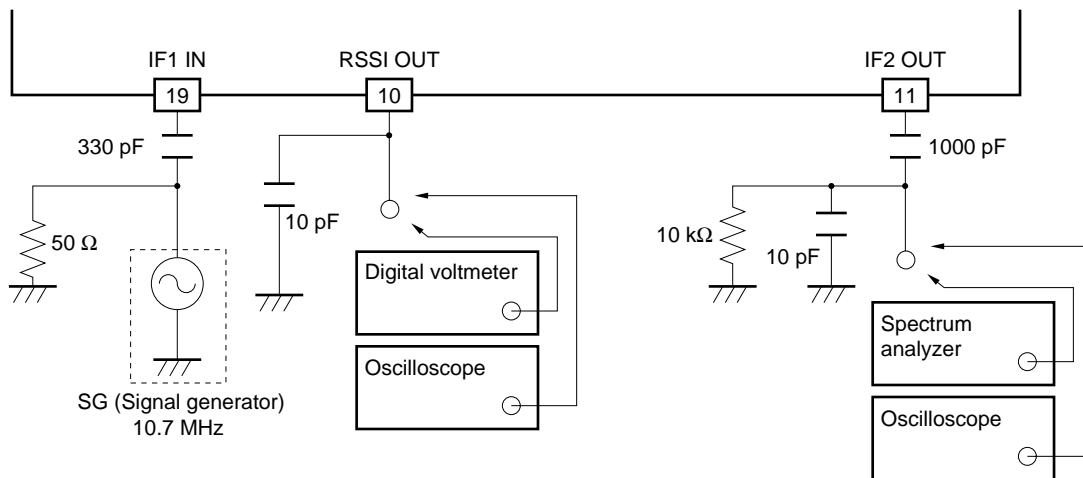 IF1 IN
RSSI OUT
IF2 OUT
19
10
11
330 pF
1000 pF
50 Ω
10 pF
10 kΩ
10 pF
Digital voltmeter
Spectrum
analyzer
Oscilloscope
SG (Signal generator)
10.7 MHz
Oscilloscope